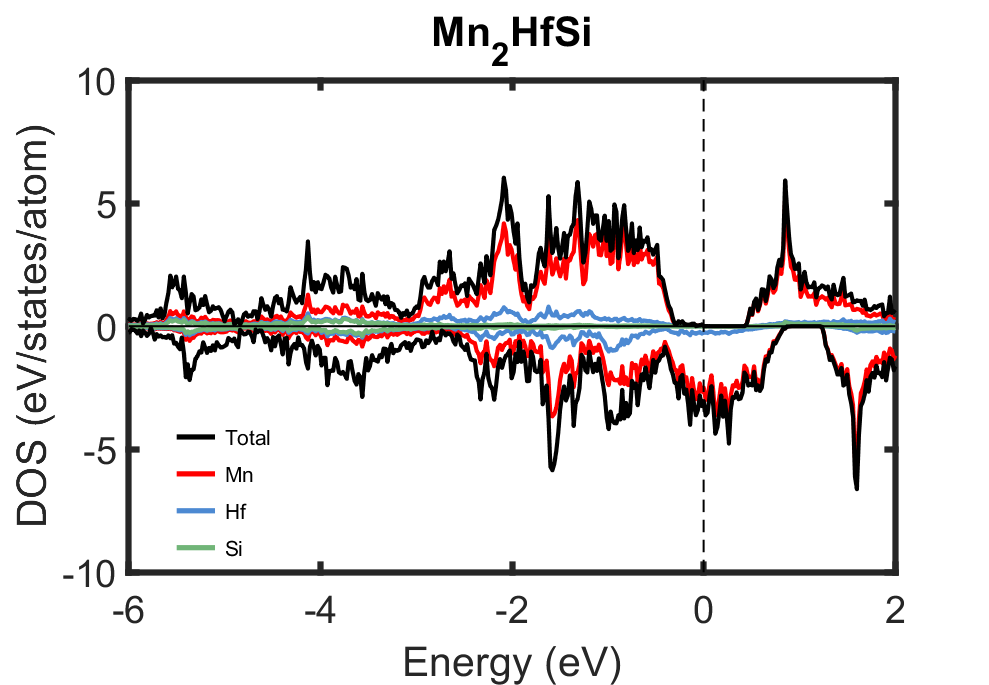 Mn₂HfSi
10
5
0
-5
-10
DOS (eV/states/atom)
Total
Mn
Hf
Si
-6 -4 -2 0 2
Energy (eV)